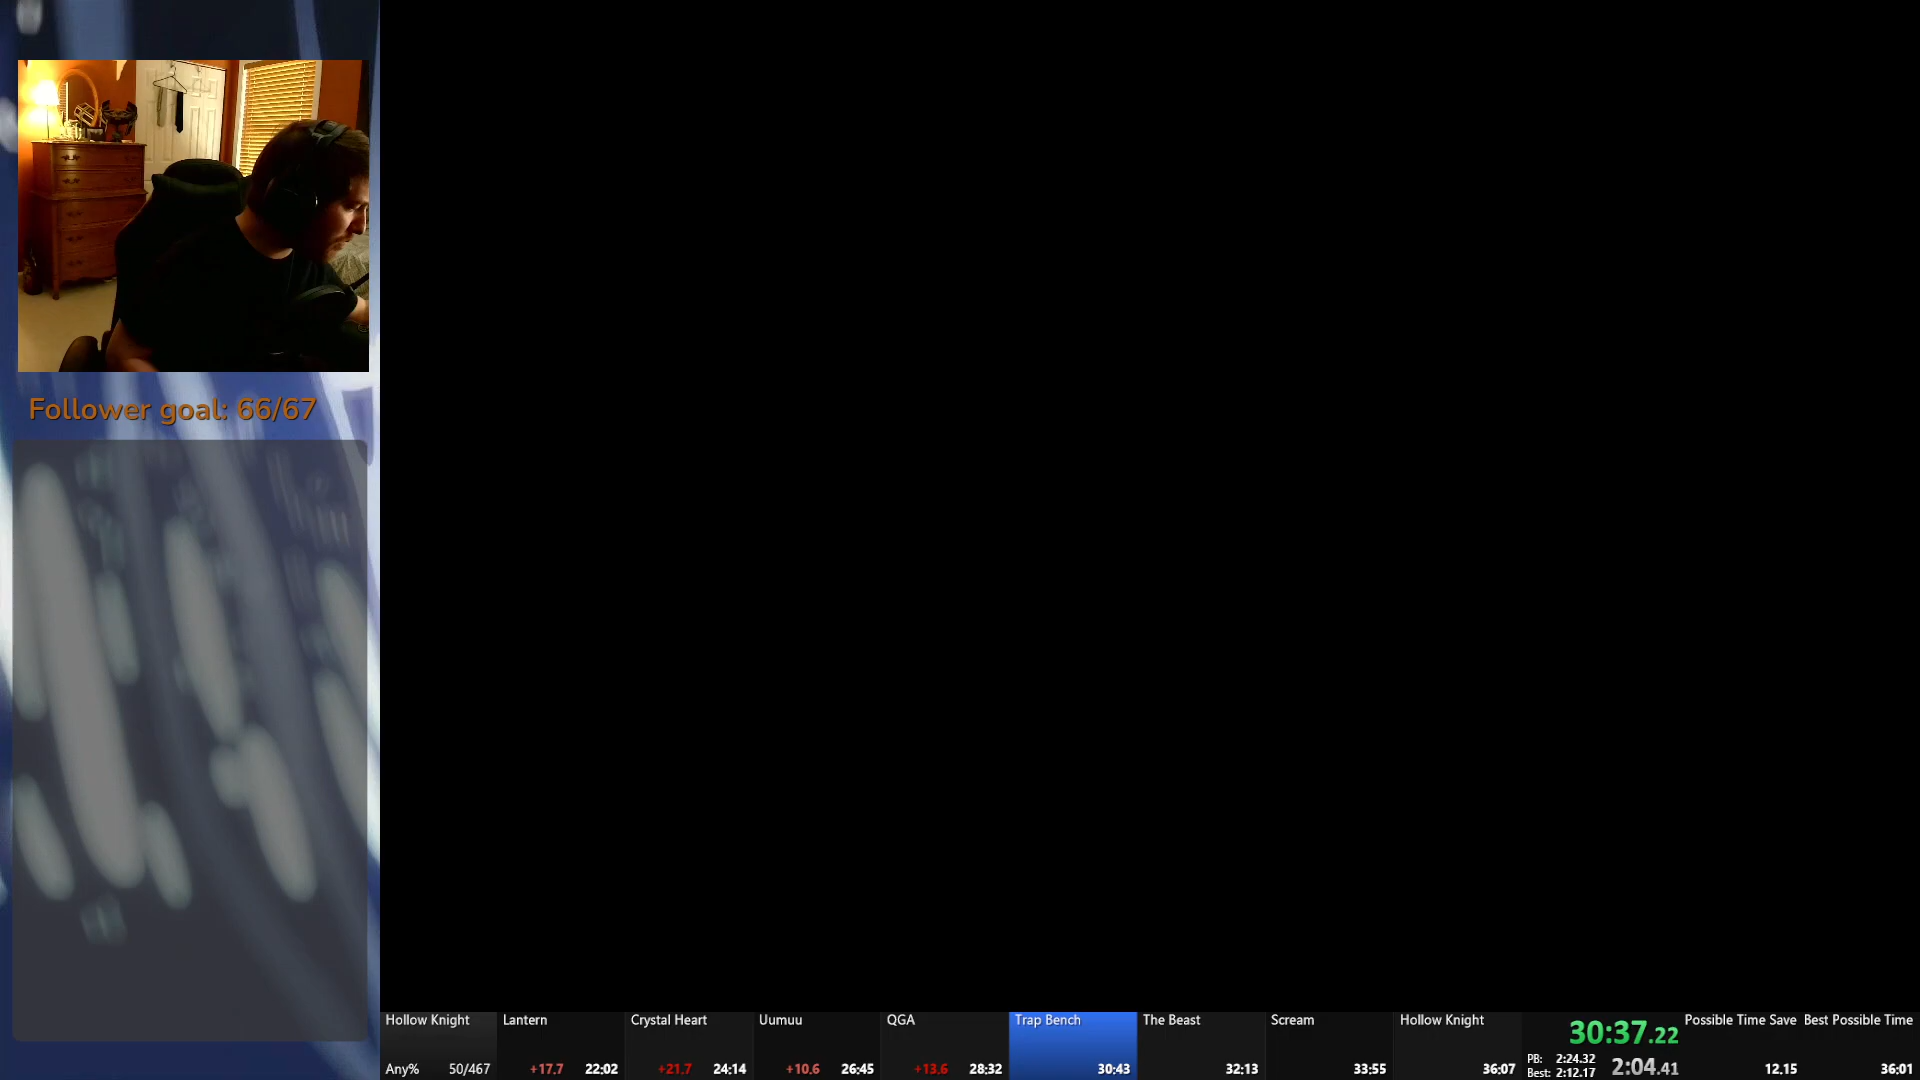 Follower goal: 66/67
Hollow Knight
Any% 50/467
Lantern
+17.7 22:02
Crystal Heart
+21.7 24:14
Uumuu
+10.6 26:45
QGA
+13.6 28:32
Trap Bench
30:43
The Beast
32:13
Scream
33:55
Hollow Knight
36:07
30:37.22
PB: 2:24.32
Best: 2:12.17
2:04.41
Possible Time Save
12.15
Best Possible Time
36:01